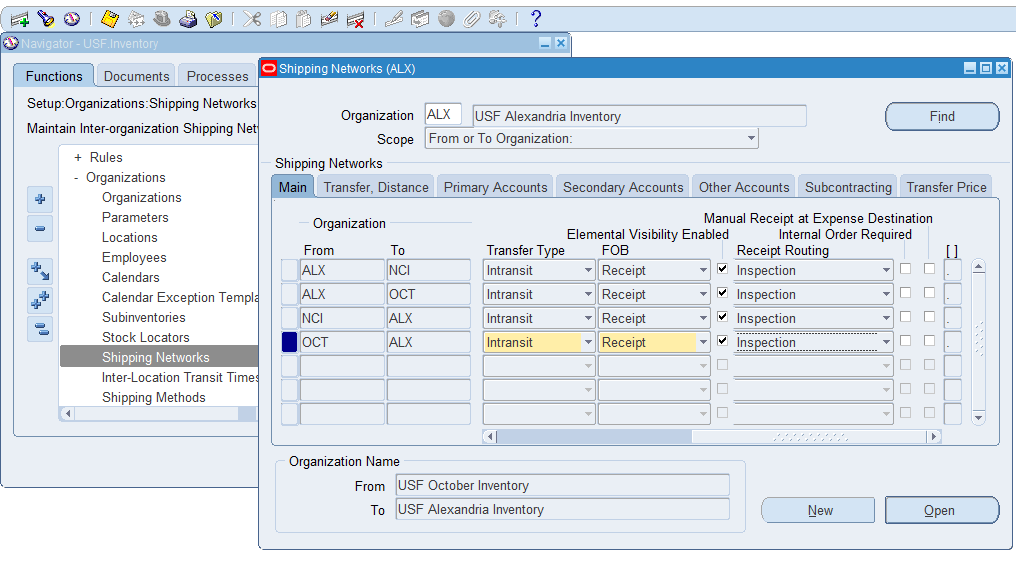 Navigator - USF.Inventory
Functions
Documents
Processes
Setup:Organizations:Shipping Networks
Maintain Inter-organization Shipping Net
+ Rules
- Organizations
Organizations
Parameters
Locations
Employees
Calendars
Calendar Exception Templa
Subinventories
Stock Locators
Shipping Networks
Inter-Location Transit Times
Shipping Methods
Shipping Networks (ALX)
Organization ALX USF Alexandria Inventory
Find
Scope From or To Organization:
Shipping Networks
Main Transfer, Distance Primary Accounts Secondary Accounts Other Accounts Subcontracting Transfer Price
Manual Receipt at Expense Destination
Organization Elemental Visibility Enabled Internal Order Required
From To Transfer Type FOB Receipt Routing [ ]
ALX NCI Intransit Receipt Inspection .
ALX OCT Intransit Receipt Inspection .
NCI ALX Intransit Receipt Inspection .
OCT ALX Intransit Receipt Inspection .
Organization Name
From USF October Inventory
To USF Alexandria Inventory
New
Open